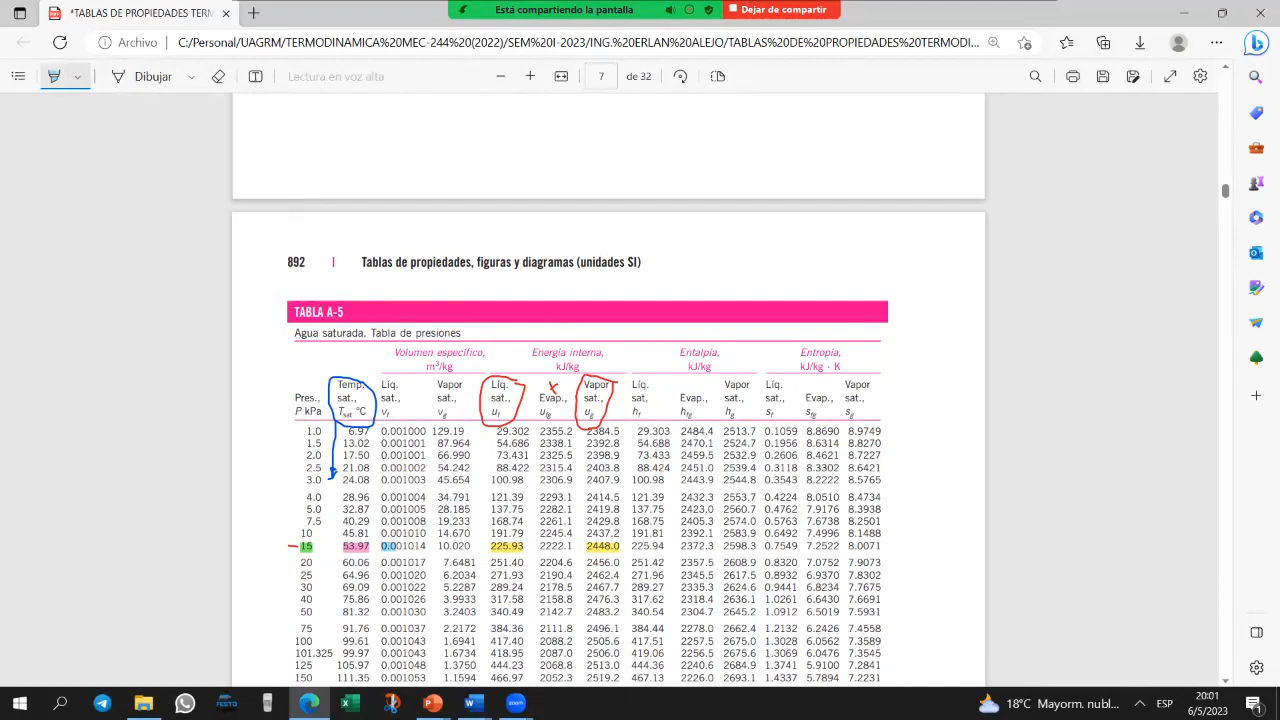 *TABLAS DE PROPIEDADES TERM
Está compartiendo la pantalla
Dejar de compartir
Archivo
C:/Personal/UAGRM/TERMODINAMICA%20MEC-244%20(2022)/SEM%201-2023/ING.%20ERLAN%20ALEJO/TABLAS%20DE%20PROPIEDADES%20TERMODI...
Dibujar
Lectura en voz alta
7
de 32
892 Tablas de propiedades, figuras y diagramas (unidades SI)
TABLA A-5
Agua saturada. Tabla de presiones
Volumen específico, Energía interna, Entalpía, Entropía,
m³/kg kJ/kg kJ/kg kJ/kg · K
x
Temp. Líq. Vapor Líq. Vapor Líq. Vapor Líq. Vapor
Pres., sat., sat., sat., sat., Evap., sat., sat, Evap., sat., sat., Evap., sat.,
P kPa Tsat °C vf vg uf ufg ug hf hfg hg sf sfg sg
1.0 6.97 0.001000 129.19 29.302 2355.2 2384.5 29.303 2484.4 2513.7 0.1059 8.8690 8.9749
1.5 13.02 0.001001 87.964 54.686 2338.1 2392.8 54.688 2470.1 2524.7 0.1956 8.6314 8.8270
2.0 17.50 0.001001 66.990 73.431 2325.5 2398.9 73.433 2459.5 2532.9 0.2606 8.4621 8.7227
2.5 21.08 0.001002 54.242 88.422 2315.4 2403.8 88.424 2451.0 2539.4 0.3118 8.3302 8.6421
3.0 24.08 0.001003 45.654 100.98 2306.9 2407.9 100.98 2443.9 2544.8 0.3543 8.2222 8.5765
4.0 28.96 0.001004 34.791 121.39 2293.1 2414.5 121.39 2432.3 2553.7 0.4224 8.0510 8.4734
5.0 32.87 0.001005 28.185 137.75 2282.1 2419.8 137.75 2423.0 2560.7 0.4762 7.9176 8.3938
7.5 40.29 0.001008 19.233 168.74 2261.1 2429.8 168.75 2405.3 2574.0 0.5763 7.6738 8.2501
10 45.81 0.001010 14.670 191.79 2245.4 2437.2 191.81 2392.1 2583.9 0.6492 7.4996 8.1488
15 53.97 0.001014 10.020 225.93 2222.1 2448.0 225.94 2372.3 2598.3 0.7549 7.2522 8.0071
20 60.06 0.001017 7.6481 251.40 2204.6 2456.0 251.42 2357.5 2608.9 0.8320 7.0752 7.9073
25 64.96 0.001020 6.2034 271.93 2190.4 2462.4 271.96 2345.5 2617.5 0.8932 6.9370 7.8302
30 69.09 0.001022 5.2287 289.24 2178.5 2467.7 289.27 2335.3 2624.6 0.9441 6.8234 7.7675
40 75.86 0.001026 3.9933 317.58 2158.8 2476.3 317.62 2318.4 2636.1 1.0261 6.6430 7.6691
50 81.32 0.001030 3.2403 340.49 2142.7 2483.2 340.54 2304.7 2645.2 1.0912 6.5019 7.5931
75 91.76 0.001037 2.2172 384.36 2111.8 2496.1 384.44 2278.0 2662.4 1.2132 6.2426 7.4558
100 99.61 0.001043 1.6941 417.40 2088.2 2505.6 417.51 2257.5 2675.0 1.3028 6.0562 7.3589
101.325 99.97 0.001043 1.6734 418.95 2087.0 2506.0 419.06 2256.5 2675.6 1.3069 6.0476 7.3545
125 105.97 0.001048 1.3750 444.23 2068.8 2513.0 444.36 2240.6 2684.9 1.3741 5.9100 7.2841
150 111.35 0.001053 1.1594 466.97 2052.3 2519.2 467.13 2226.0 2693.1 1.4337 5.7894 7.2231
FESTO
zoom
18°C Mayorm. nubl...
ESP
20:01
6/5/2023
1